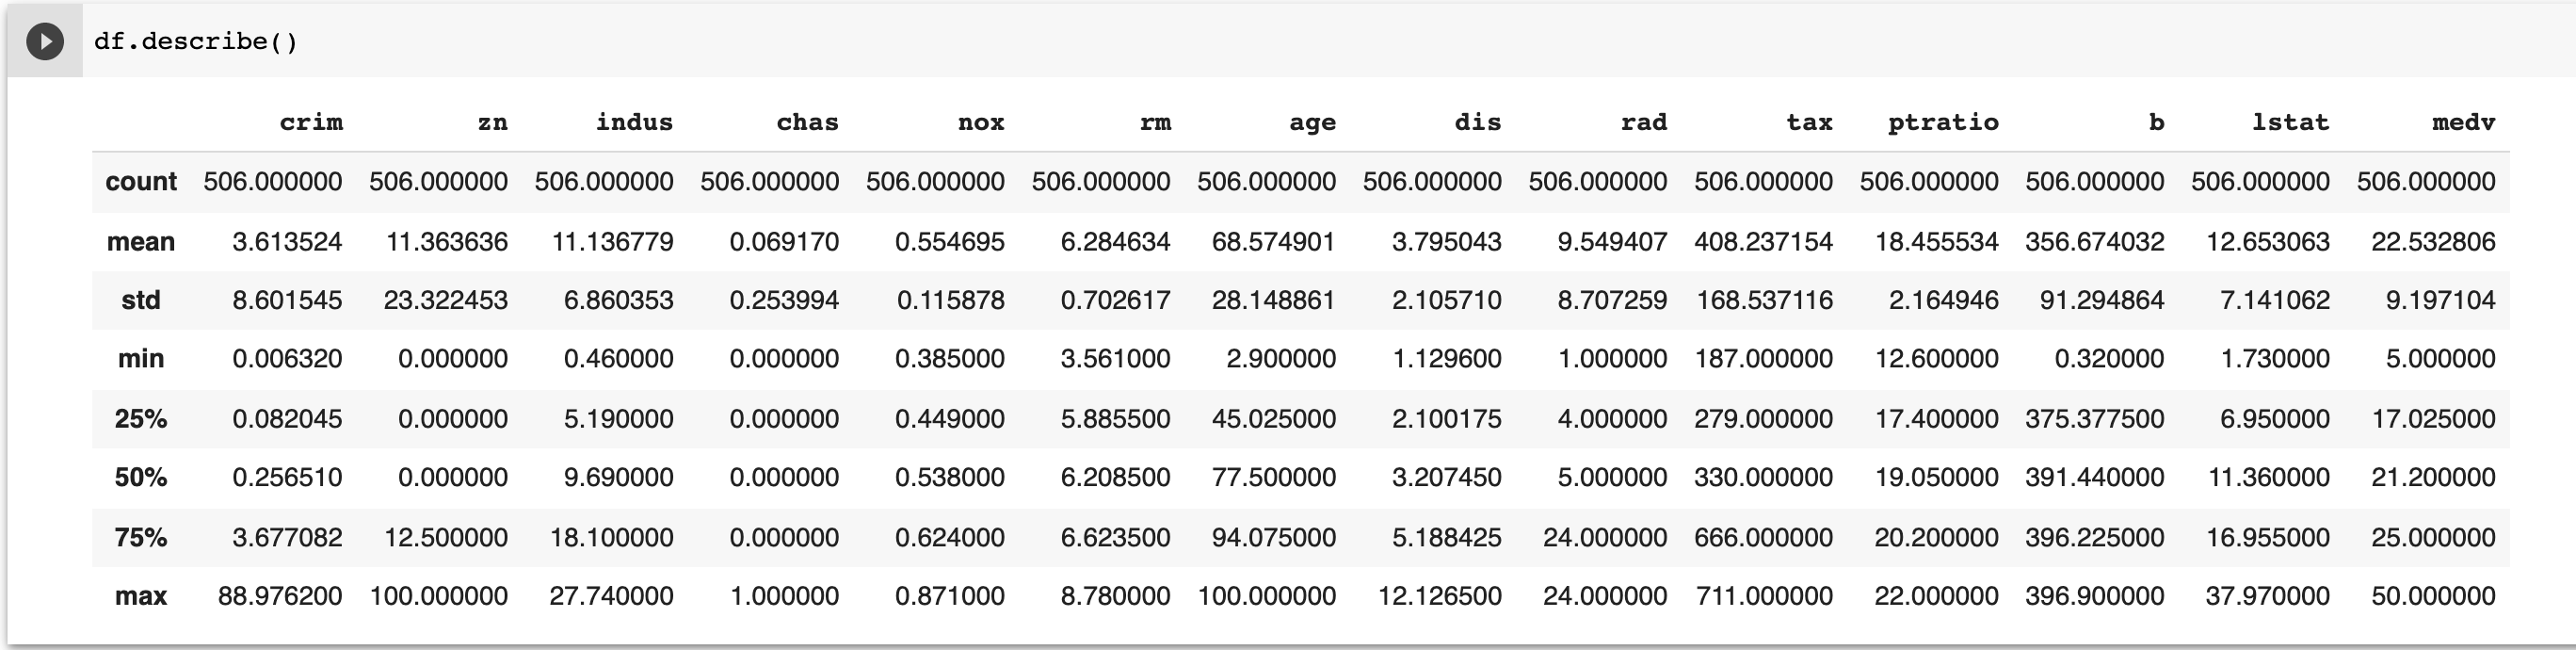 df.describe()
crim zn indus chas nox rm age dis rad tax ptratio b lstat medv
count 506.000000 506.000000 506.000000 506.000000 506.000000 506.000000 506.000000 506.000000 506.000000 506.000000 506.000000 506.000000 506.000000 506.000000
mean 3.613524 11.363636 11.136779 0.069170 0.554695 6.284634 68.574901 3.795043 9.549407 408.237154 18.455534 356.674032 12.653063 22.532806
std 8.601545 23.322453 6.860353 0.253994 0.115878 0.702617 28.148861 2.105710 8.707259 168.537116 2.164946 91.294864 7.141062 9.197104
min 0.006320 0.000000 0.460000 0.000000 0.385000 3.561000 2.900000 1.129600 1.000000 187.000000 12.600000 0.320000 1.730000 5.000000
25% 0.082045 0.000000 5.190000 0.000000 0.449000 5.885500 45.025000 2.100175 4.000000 279.000000 17.400000 375.377500 6.950000 17.025000
50% 0.256510 0.000000 9.690000 0.000000 0.538000 6.208500 77.500000 3.207450 5.000000 330.000000 19.050000 391.440000 11.360000 21.200000
75% 3.677082 12.500000 18.100000 0.000000 0.624000 6.623500 94.075000 5.188425 24.000000 666.000000 20.200000 396.225000 16.955000 25.000000
max 88.976200 100.000000 27.740000 1.000000 0.871000 8.780000 100.000000 12.126500 24.000000 711.000000 22.000000 396.900000 37.970000 50.000000